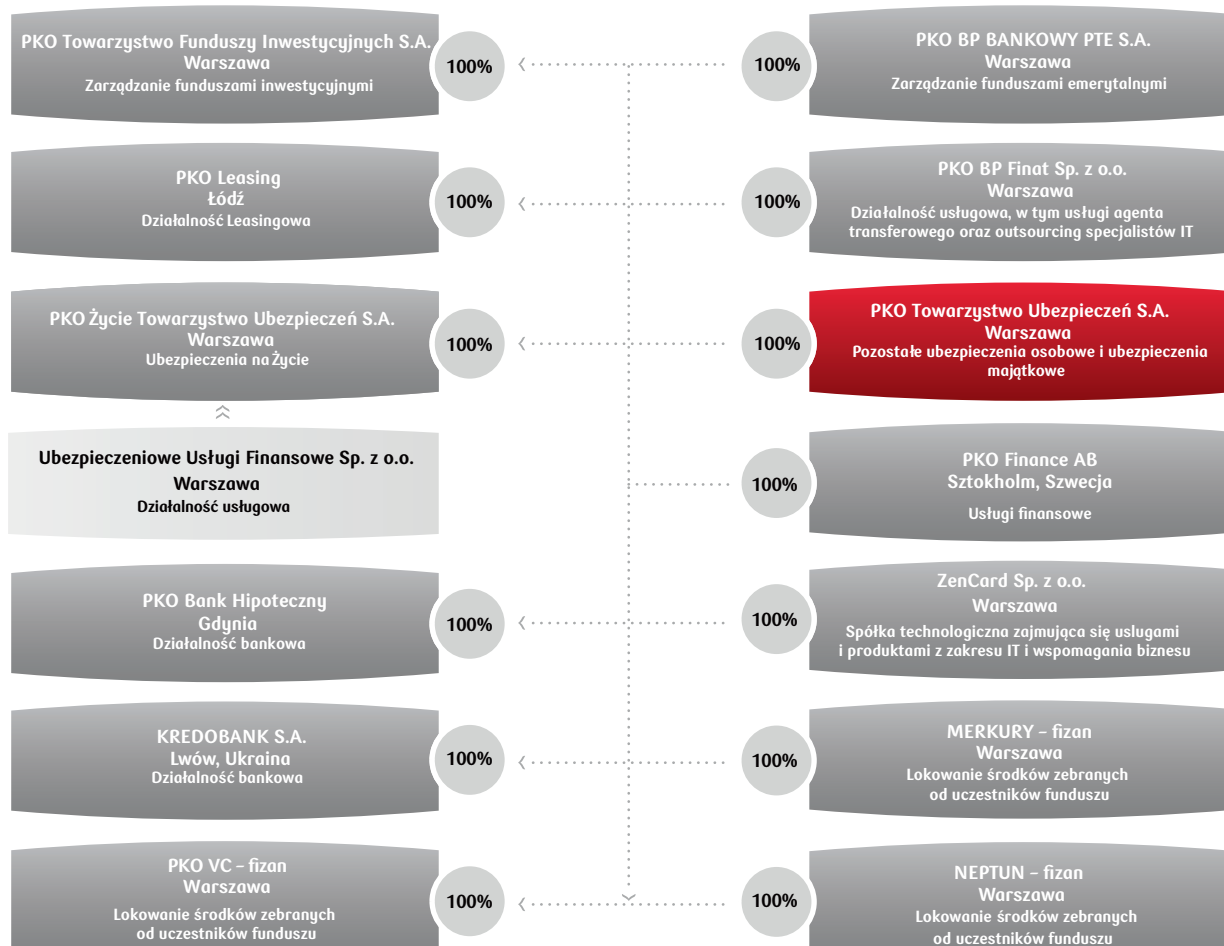 PKO Towarzystwo Funduszy Inwestycyjnych S.A.
Warszawa
Zarządzanie funduszami inwestycyjnymi
100%
100%
PKO BP BANKOWY PTE S.A.
Warszawa
Zarządzanie funduszami emerytalnymi
PKO Leasing
Łódź
Działalność Leasingowa
100%
100%
PKO BP Finat Sp. z o.o.
Warszawa
Działalność usługowa, w tym usługi agenta
transferowego oraz outsourcing specjalistów IT
PKO Życie Towarzystwo Ubezpieczeń S.A.
Warszawa
Ubezpieczenia na Życie
100%
100%
PKO Towarzystwo Ubezpieczeń S.A.
Warszawa
Pozostałe ubezpieczenia osobowe i ubezpieczenia
majątkowe
Ubezpieczeniowe Usługi Finansowe Sp. z o.o.
Warszawa
Działalność usługowa
100%
PKO Finance AB
Sztokholm, Szwecja
Usługi finansowe
PKO Bank Hipoteczny
Gdynia
Działalność bankowa
100%
100%
ZenCard Sp. z o.o.
Warszawa
Spółka technologiczna zajmująca się uslugami
i produktami z zakresu IT i wspomagania biznesu
KREDOBANK S.A.
Lwów, Ukraina
Działalność bankowa
100%
100%
MERKURY – fizan
Warszawa
Lokowanie środków zebranych
od uczestników funduszu
PKO VC – fizan
Warszawa
Lokowanie środków zebranych
od uczestników funduszu
100%
100%
NEPTUN – fizan
Warszawa
Lokowanie środków zebranych
od uczestników funduszu